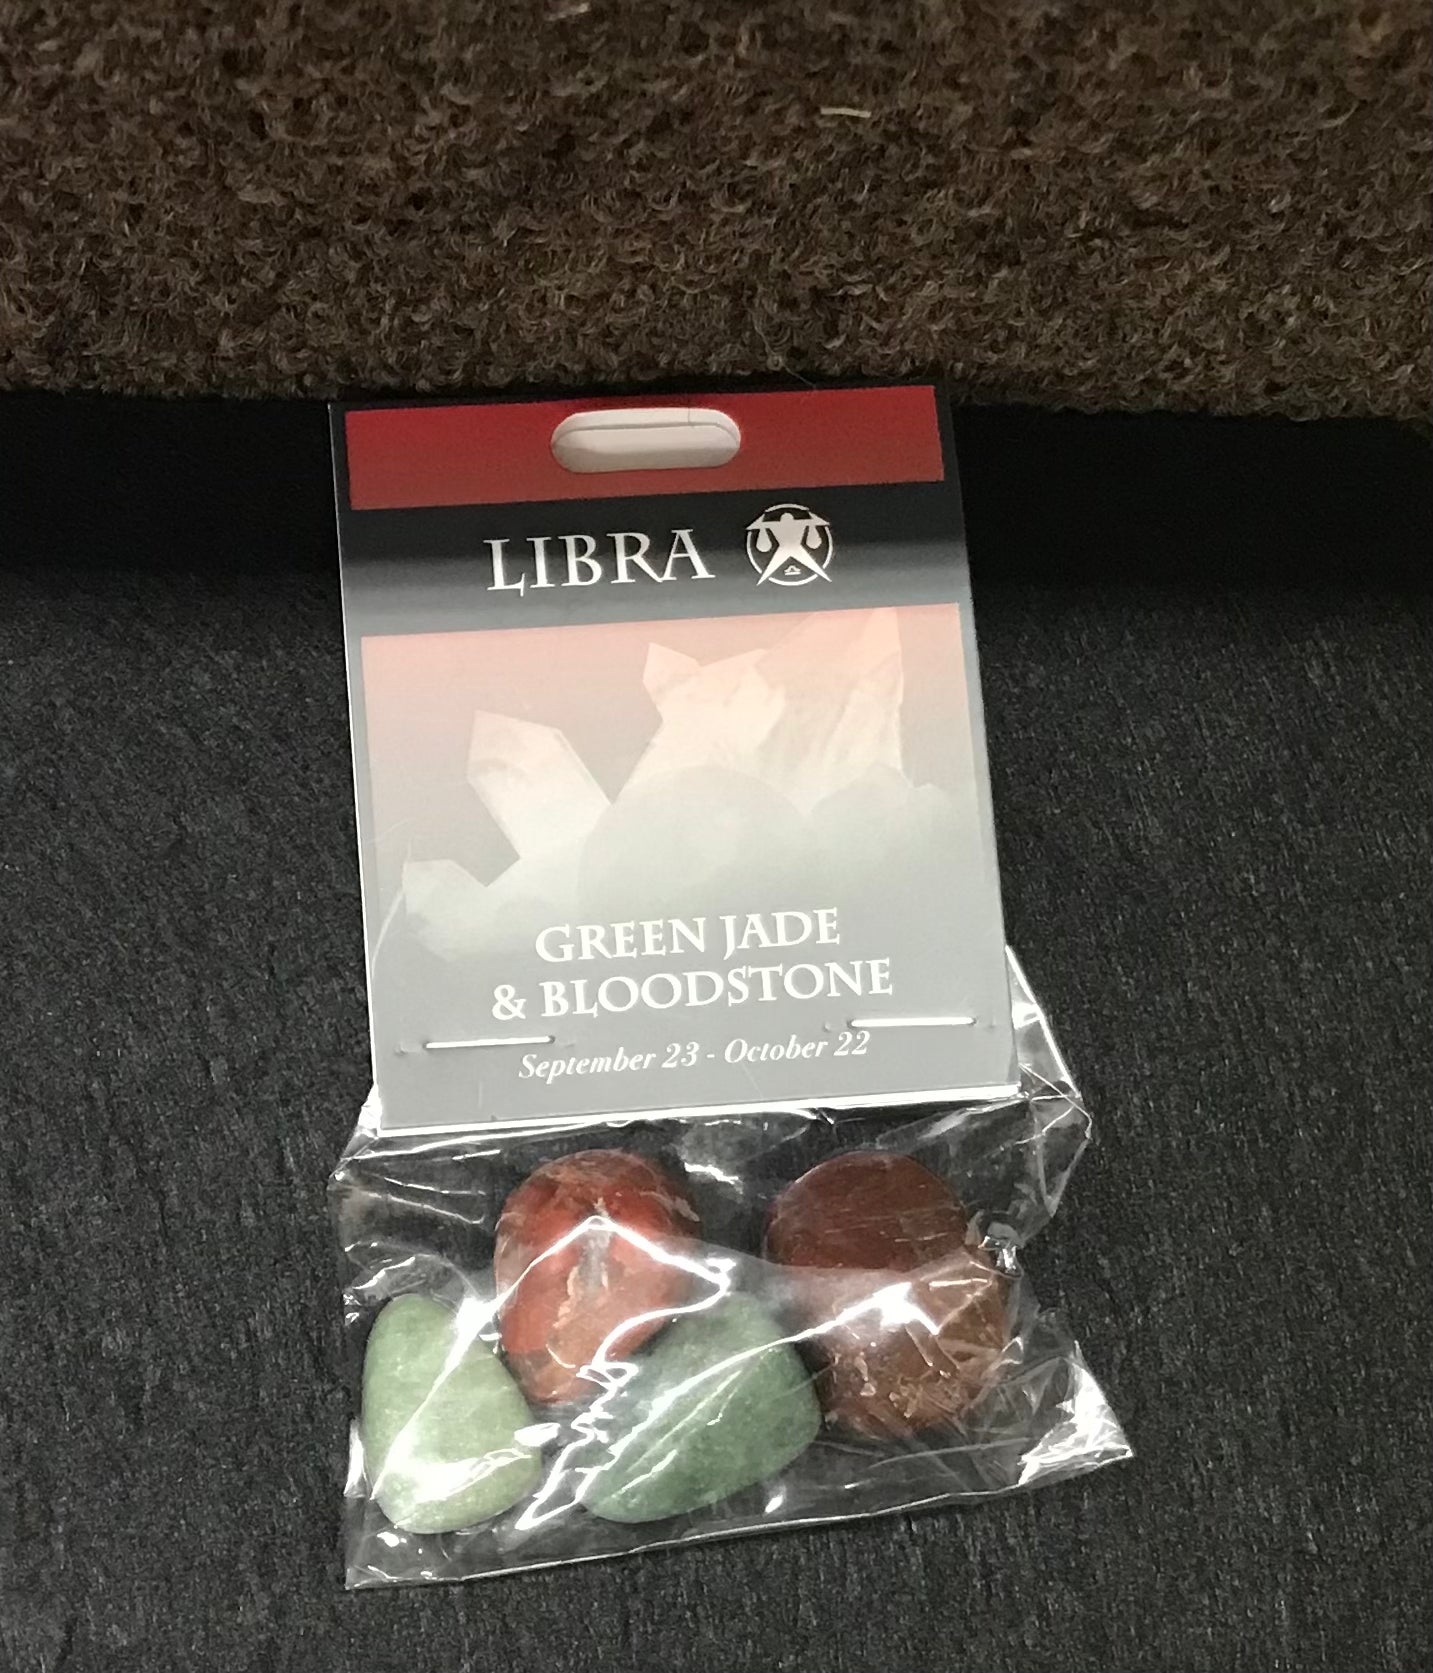 LIBRA
GREEN JADE
& BLOODSTONE
September 23 - October 22